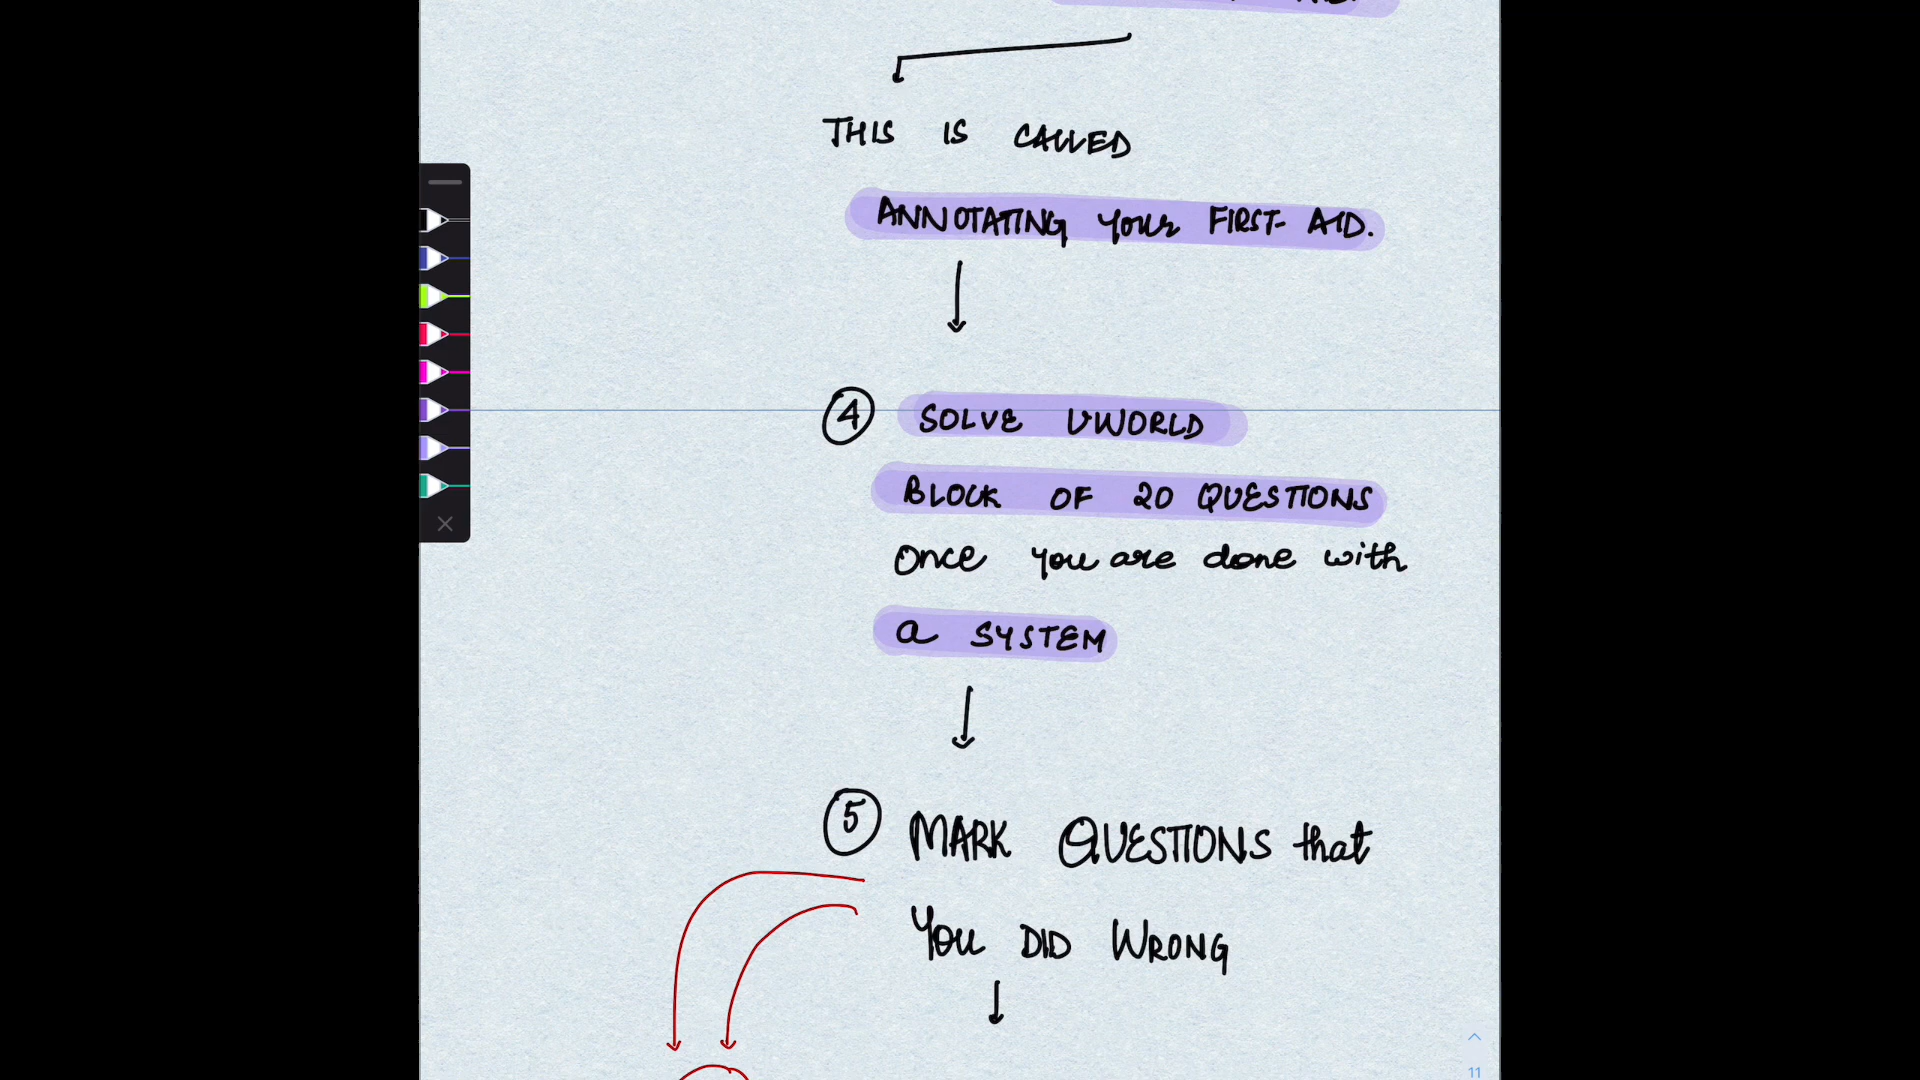 THIS IS CALLED
ANNOTATING your FIRST-AID.
4 SOLVE UWORLD
BLOCK OF 20 QUESTIONS
Once you are done with
a SYSTEM
5 MARK QUESTIONS that
You DID WRONG
11